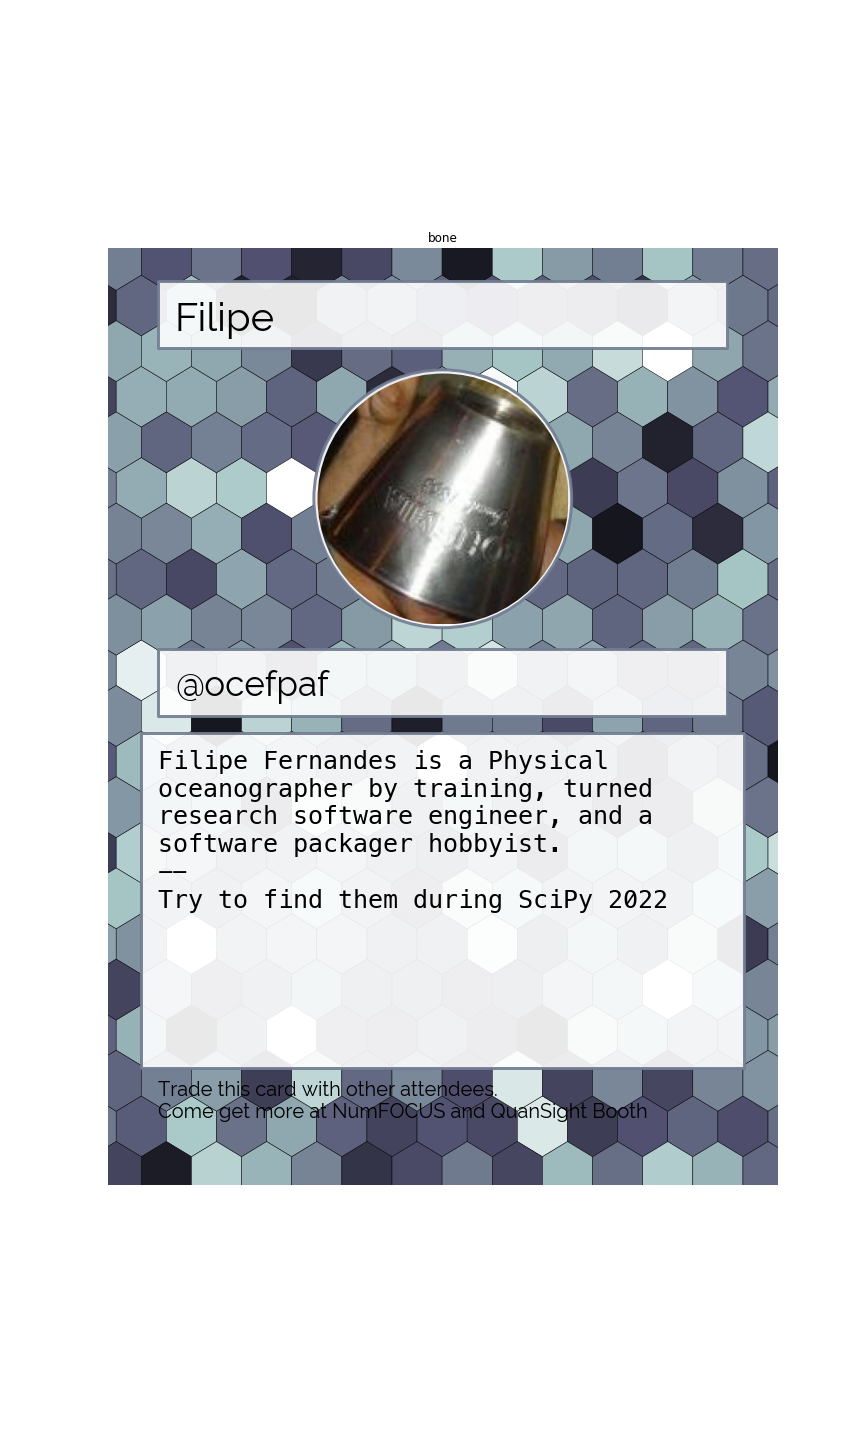 bone
Filipe
@ocefpaf
Filipe Fernandes is a Physical
oceanographer by training, turned
research software engineer, and a
software packager hobbyist.
——
Try to find them during SciPy 2022
Trade this card with other attendees.
Come get more at NumFOCUS and QuanSight Booth